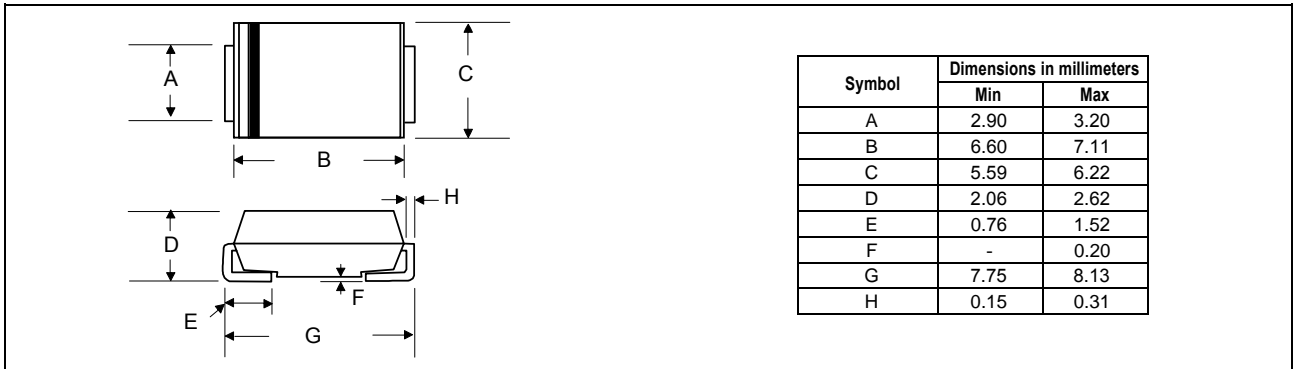 A
C
B
H
D
F
E
G
Symbol Dimensions in millimeters
Min Max
A 2.90 3.20
B 6.60 7.11
C 5.59 6.22
D 2.06 2.62
E 0.76 1.52
F - 0.20
G 7.75 8.13
H 0.15 0.31